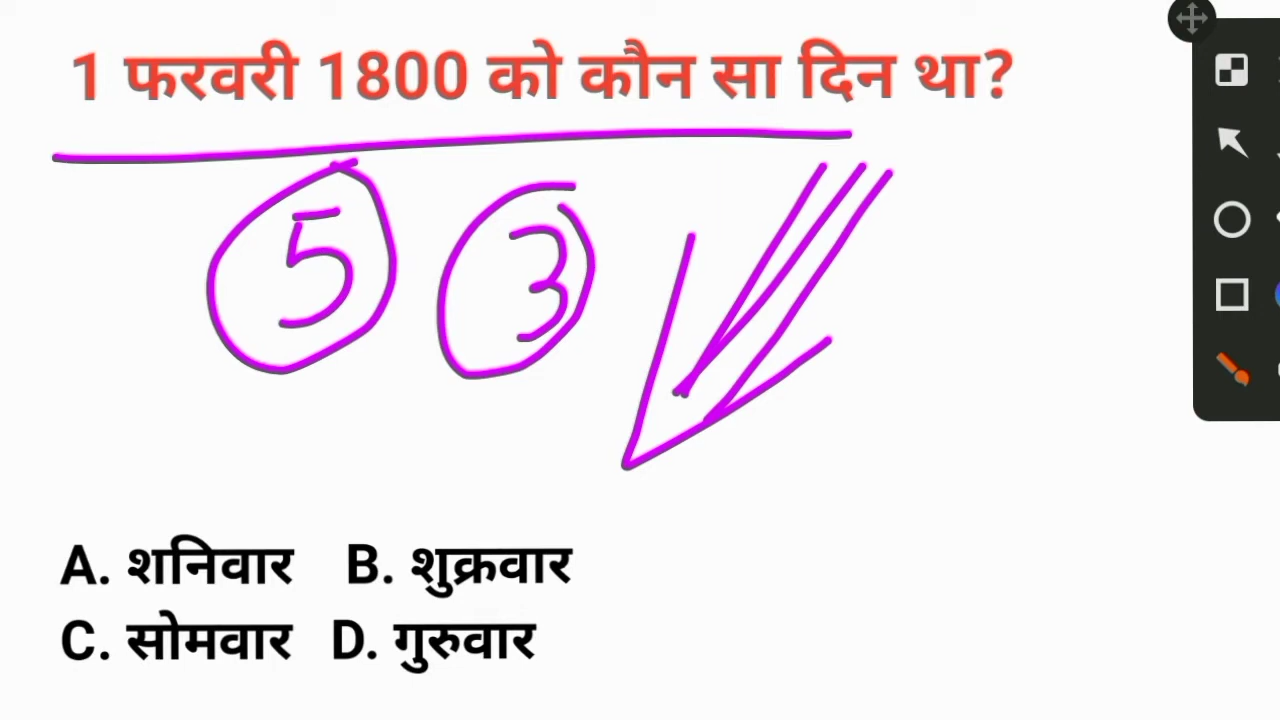 1 फरवरी 1800 को कौन सा दिन था?
5 3
A. शनिवार B. शुक्रवार
C. सोमवार D. गुरुवार